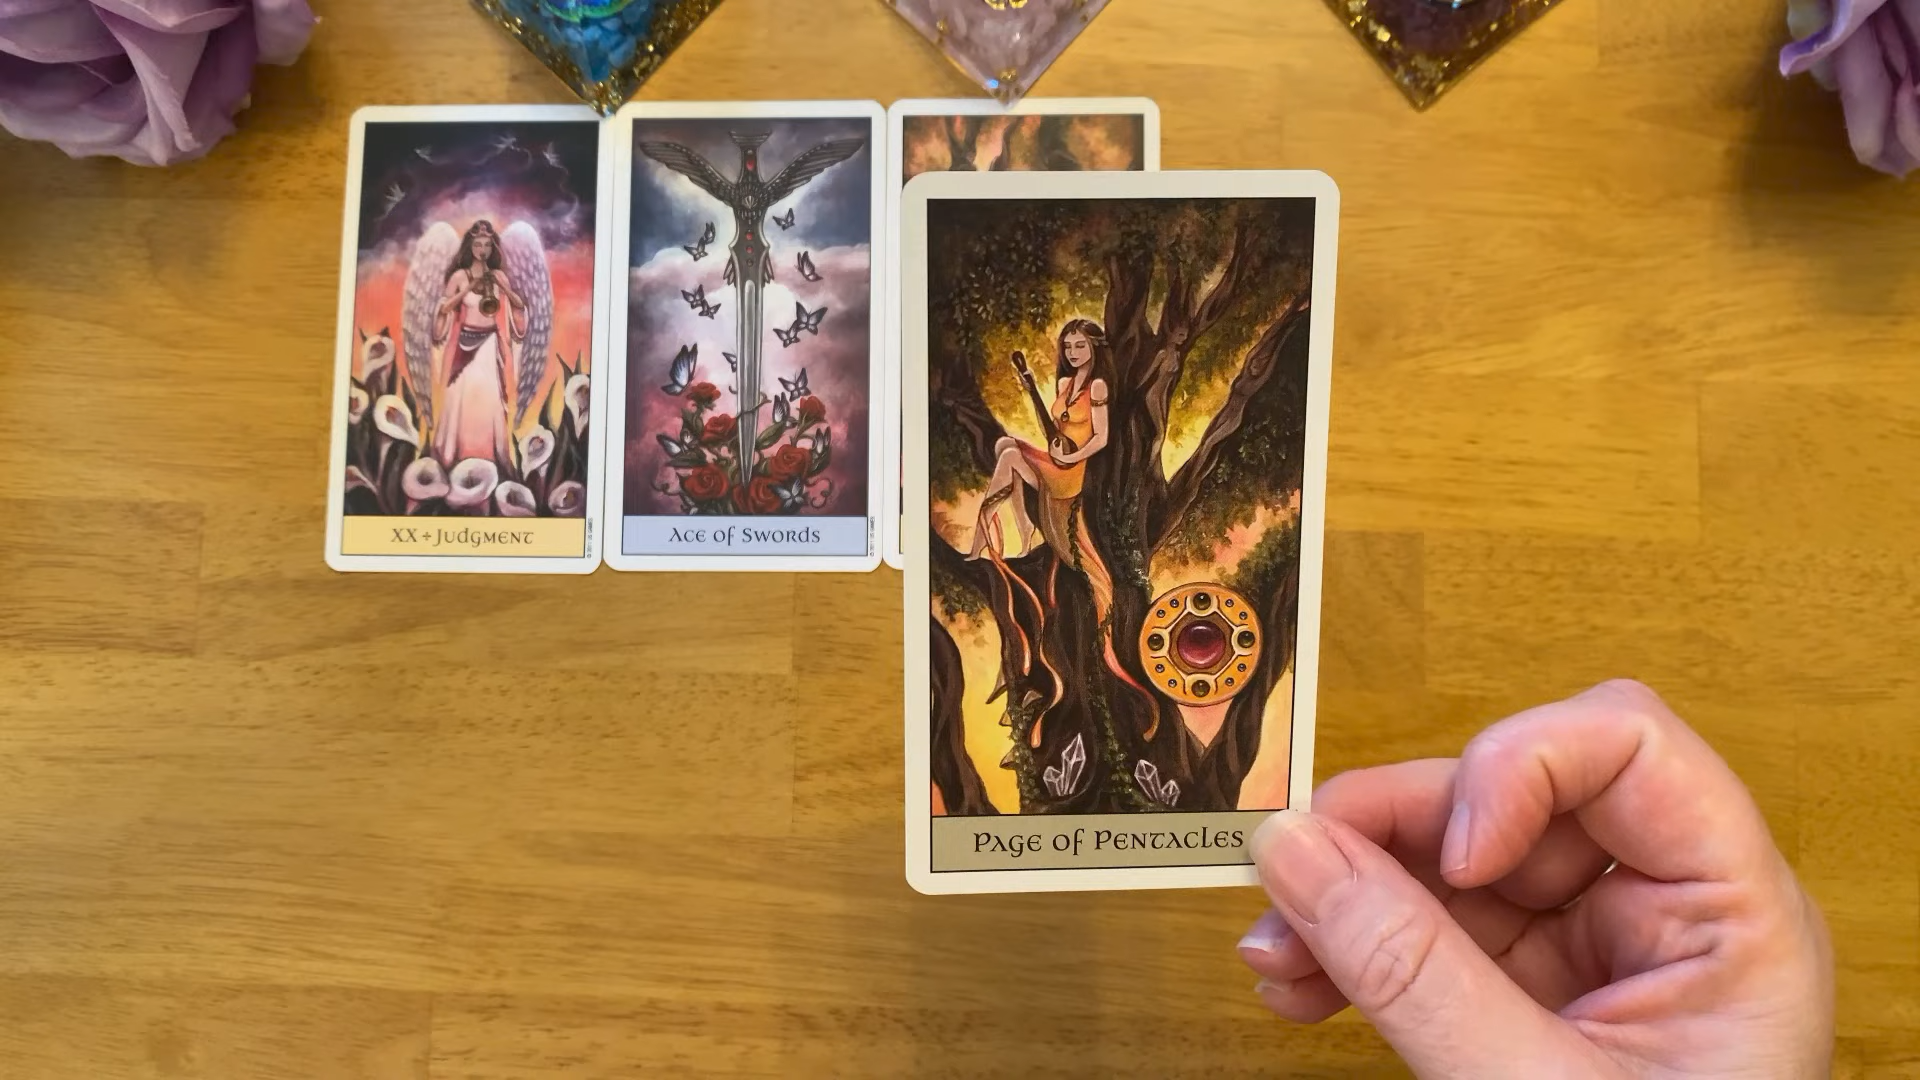 XX ÷ Judgment
Ace of Swords
Page of Pentacles